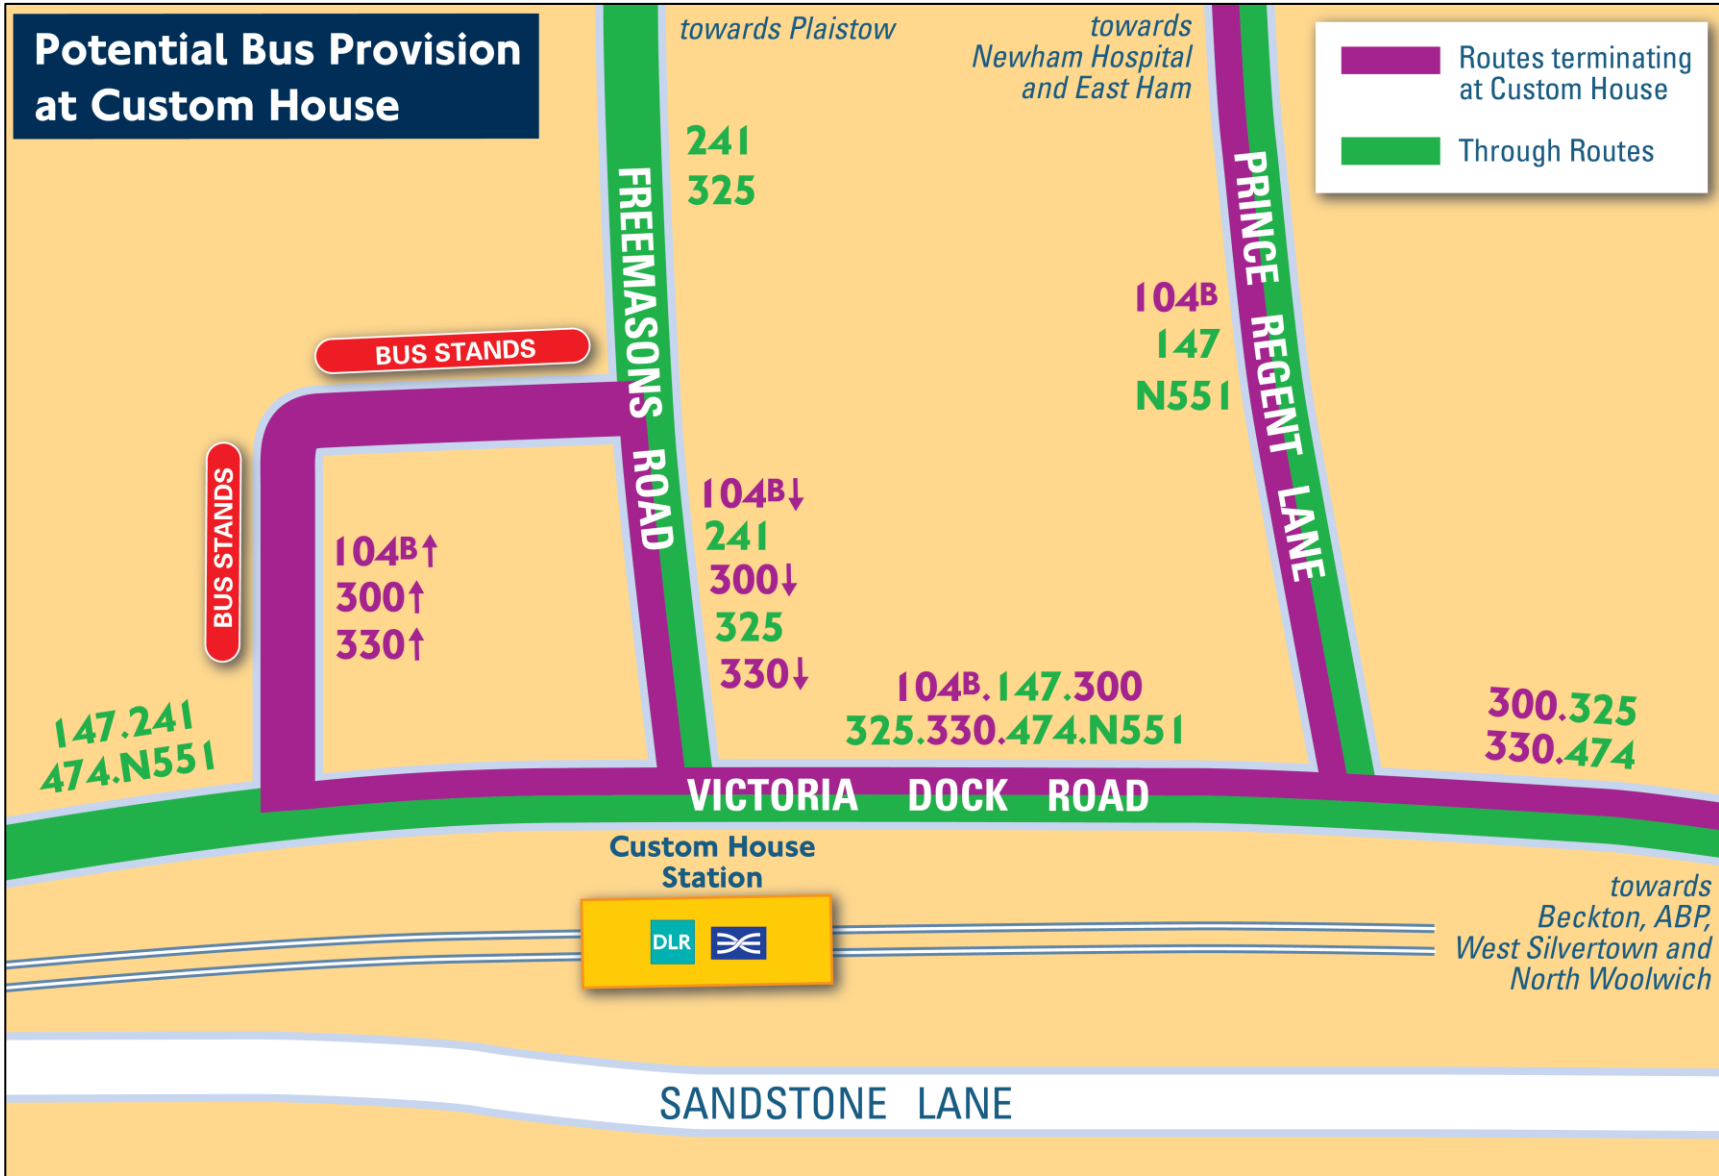 Potential Bus Provision
at Custom House
towards Plaistow
towards
Newham Hospital
and East Ham
Routes terminating
at Custom House
Through Routes
241
325
FREEMASONS ROAD
PRINCE REGENT LANE
104B
147
N551
BUS STANDS
BUS STANDS
104B↑
300↑
330↑
104B↓
241
300↓
325
330↓
147.241
474.N551
104B.147.300
325.330.474.N551
300.325
330.474
VICTORIA DOCK ROAD
Custom House
Station
DLR
towards
Beckton, ABP,
West Silvertown and
North Woolwich
SANDSTONE LANE